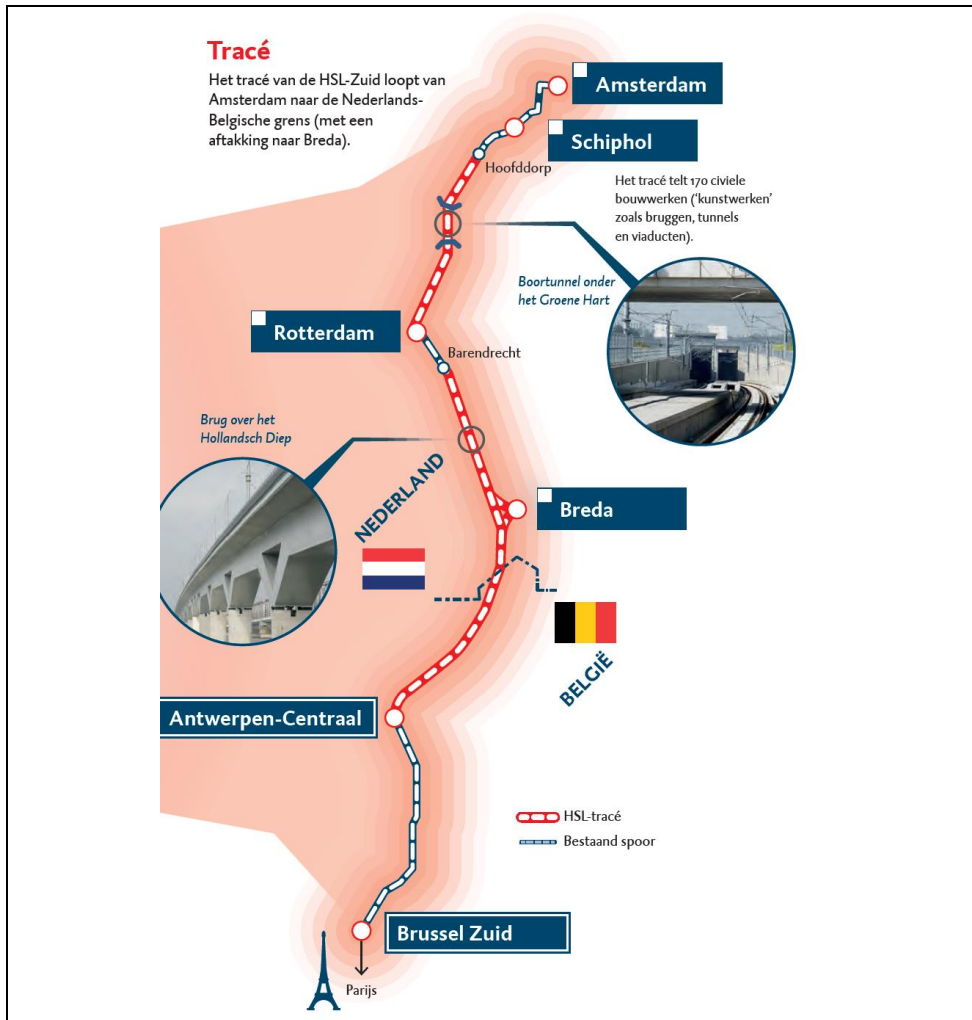 Tracé
Het tracé van de HSL-Zuid loopt van
Amsterdam naar de Nederlands-
Belgische grens (met een
aftakking naar Breda).
Amsterdam
Schiphol
Hoofddorp
Het tracé telt 170 civiele
bouwwerken (‘kunstwerken’
zoals bruggen, tunnels
en viaducten).
Boortunnel onder
het Groene Hart
Rotterdam
Barendrecht
Brug over het
Hollandsch Diep
NEDERLAND
Breda
BELGIË
Antwerpen-Centraal
HSL-tracé
Bestaand spoor
Brussel Zuid
Parijs